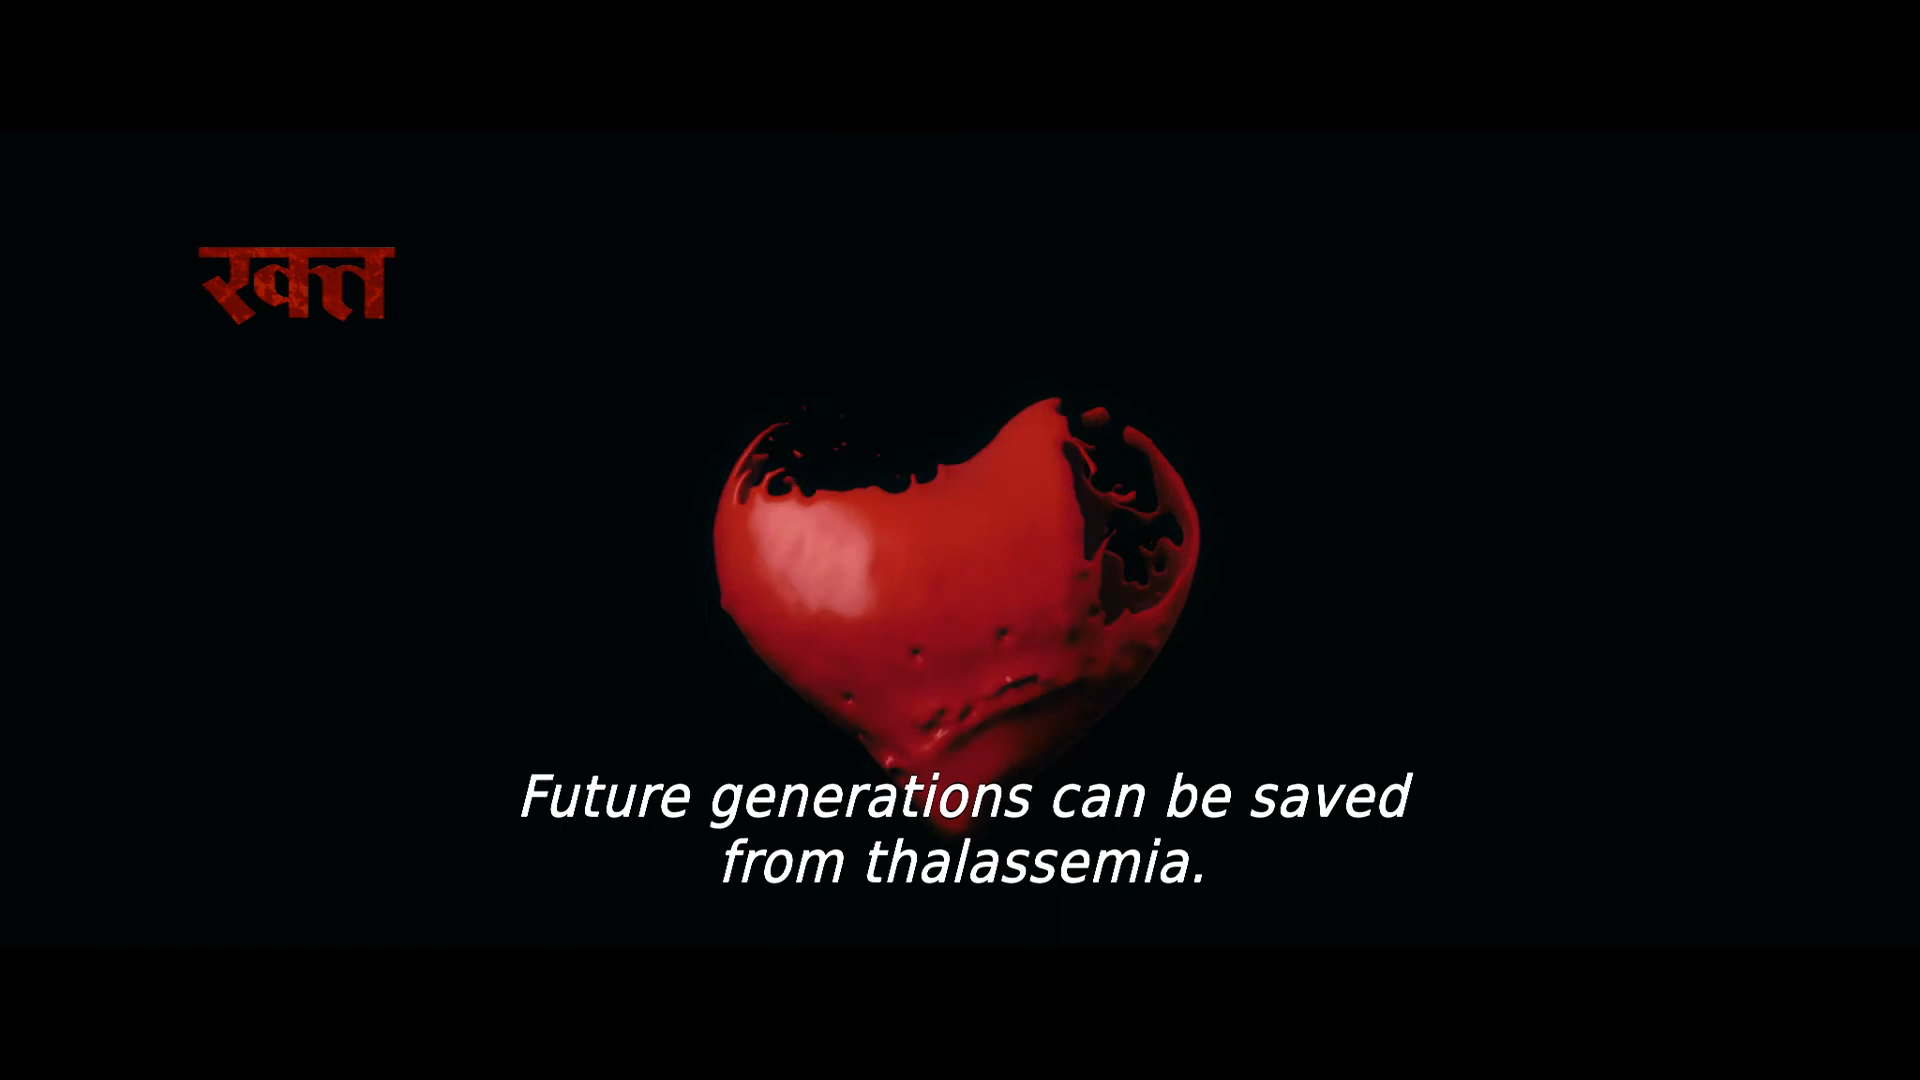 रक्त
Future generations can be saved
from thalassemia.